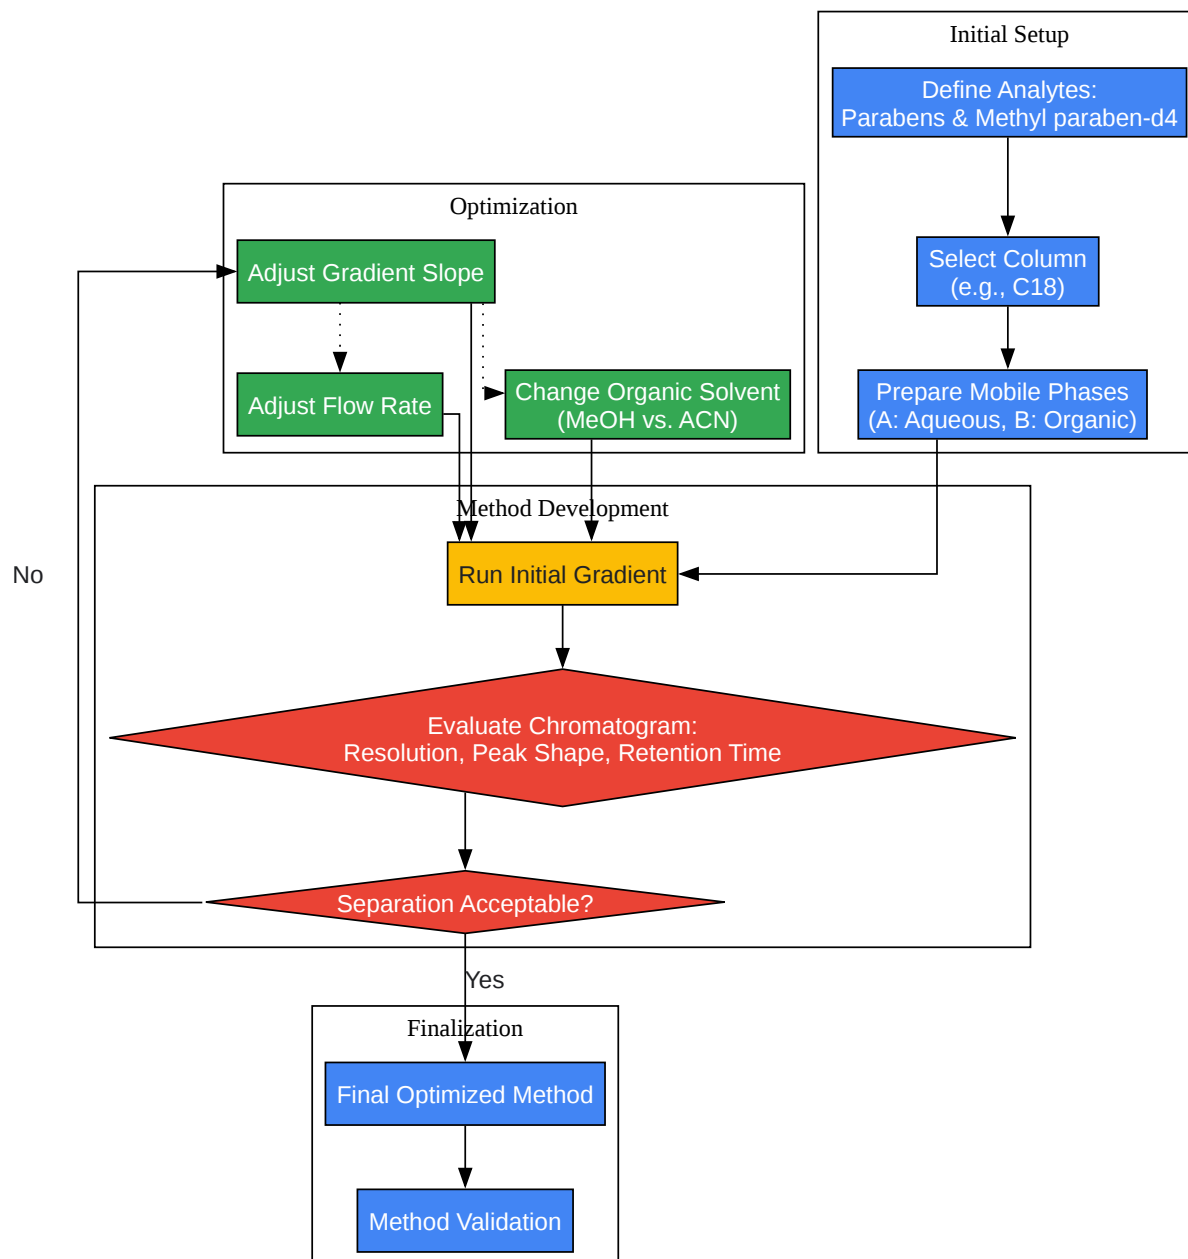 Initial Setup
Define Analytes:
Parabens & Methyl paraben-d4
Select Column
(e.g., C18)
Prepare Mobile Phases
(A: Aqueous, B: Organic)
Optimization
Adjust Gradient Slope
Adjust Flow Rate
Change Organic Solvent
(MeOH vs. ACN)
Method Development
Run Initial Gradient
No
Evaluate Chromatogram:
Resolution, Peak Shape, Retention Time
Separation Acceptable?
Yes
Finalization
Final Optimized Method
Method Validation